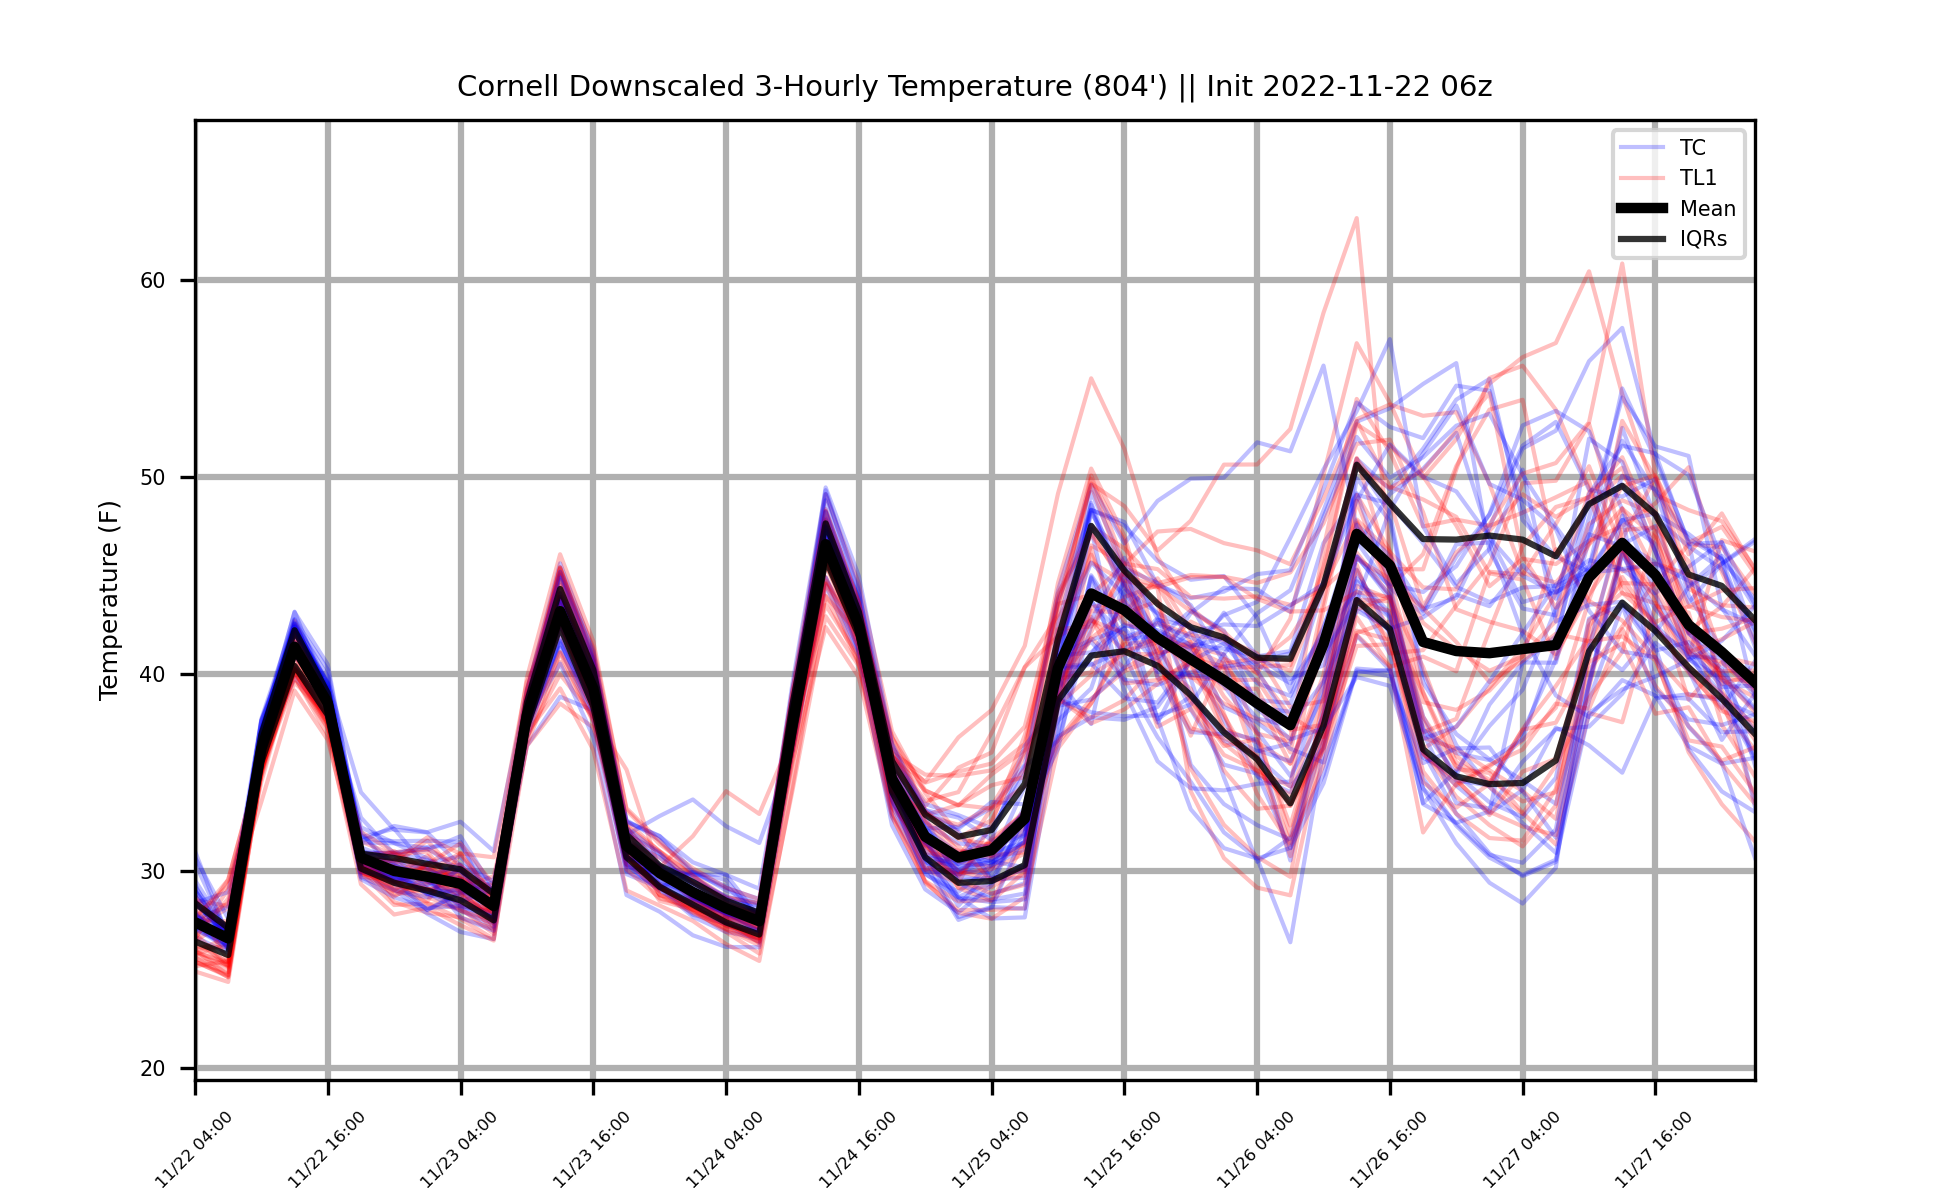 Cornell Downscaled 3-Hourly Temperature (804') || Init 2022-11-22 06z
TC
TL1
Mean
IQRs
Temperature (F)
60
50
40
30
20
11/22 04:00
11/22 16:00
11/23 04:00
11/23 16:00
11/24 04:00
11/24 16:00
11/25 04:00
11/25 16:00
11/26 04:00
11/26 16:00
11/27 04:00
11/27 16:00